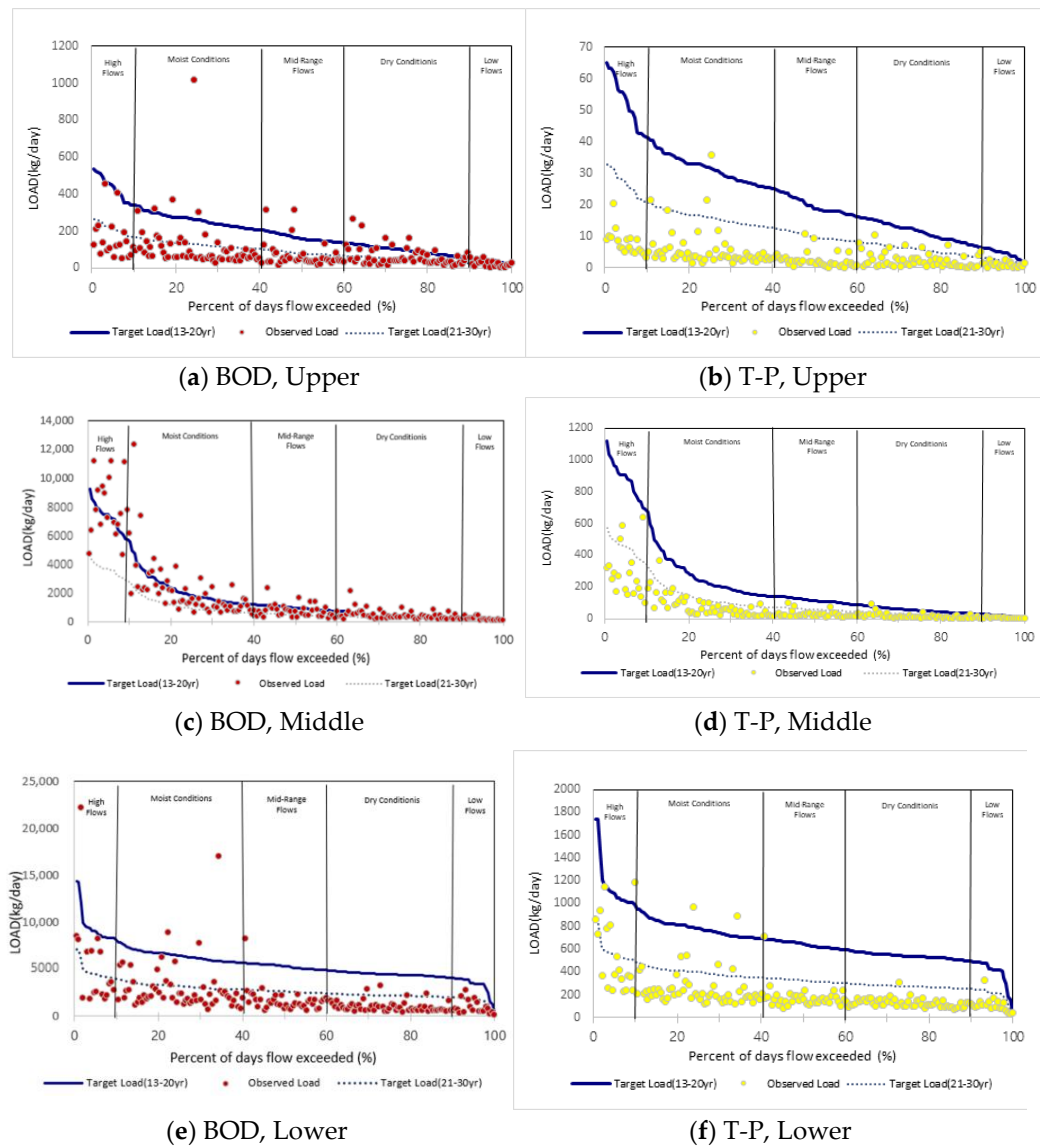 1200
1000
800
600
400
200
0
LOAD(kg/day)
High Flows
Moist Conditions
Mid Range Flows
Dry Conditionis
Low Flows
0 20 40 60 80 100
Percent of days flow exceeded (%)
Target Load(13-20yr) Observed Load Target Load(21-30yr)
(a) BOD, Upper
70
60
50
40
30
20
10
0
LOAD(kg/day)
High Flows
Moist Conditions
Mid-Range Flows
Dry Conditionis
Low Flows
0 20 40 60 80 100
Percent of days flow exceeded (%)
Target Load(13-20yr) Observed Load Target Load(21-30yr)
(b) T-P, Upper
14,000
12,000
10,000
8000
6000
4000
2000
0
LOAD(kg/day)
High Flows
Moist Conditions
Mid-Range Flows
Dry Conditionis
Low Flows
0 20 40 60 80 100
Percent of days flow exceeded (%)
Target Load(13-20yr) Observed Load Target Load(21-30yr)
(c) BOD, Middle
1200
1000
800
600
400
200
0
LOAD(kg/day)
High Flows
Moist Conditions
Mid-Range Flows
Dry Conditionis
Low Flows
0 20 40 60 80 100
Percent of days flow exceeded (%)
Target Load(13-20yr) Observed Load Target Load(21-30yr)
(d) T-P, Middle
25,000
20,000
15,000
10,000
5000
0
LOAD(kg/day)
High Flows
Moist Conditions
Mid-Range Flows
Dry Conditionis
Low Flows
0 20 40 60 80 100
Percent of days flow exceeded (%)
Target Load(13-20yr) Observed Load Target Load(21-30yr)
(e) BOD, Lower
2000
1800
1600
1400
1200
1000
800
600
400
200
0
LOAD(kg/day)
High Flows
Moist Conditions
Mid-Range Flows
Dry Conditionis
Low Flows
0 20 40 60 80 100
Percent of days flow exceeded (%)
Target Load(13-20yr) Observed Load Target Load(21-30yr)
(f) T-P, Lower